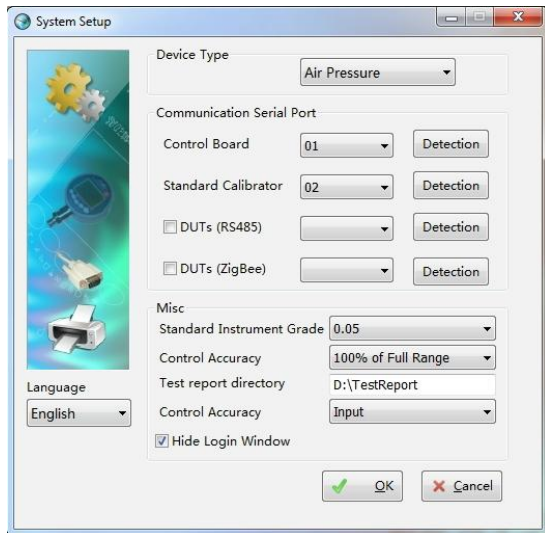 System Setup
Device Type
Air Pressure
Communication Serial Port
Control Board 01 Detection
Standard Calibrator 02 Detection
DUTs (RS485) Detection
DUTs (ZigBee) Detection
Misc
Standard Instrument Grade 0.05
Control Accuracy 100% of Full Range
Test report directory D:\TestReport
Control Accuracy Input
Hide Login Window
Language
English
OK Cancel